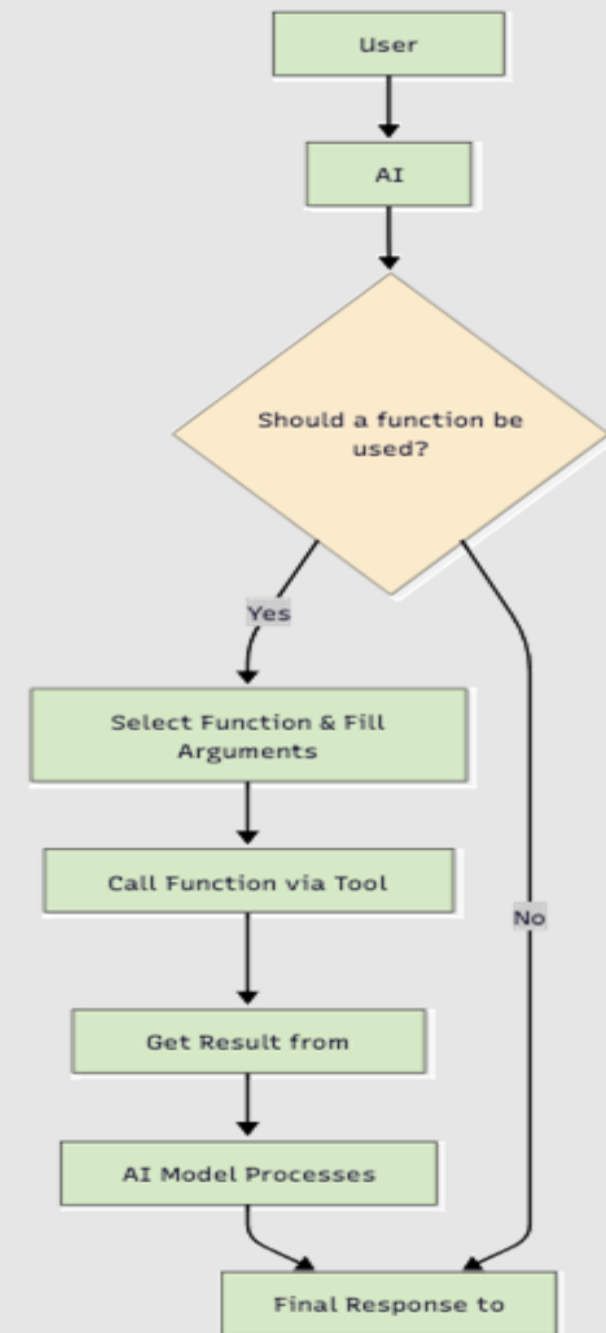 User
AI
Should a function be
used?
Yes
Select Function & Fill
Arguments
Call Function via Tool
No
Get Result from
AI Model Processes
Final Response to